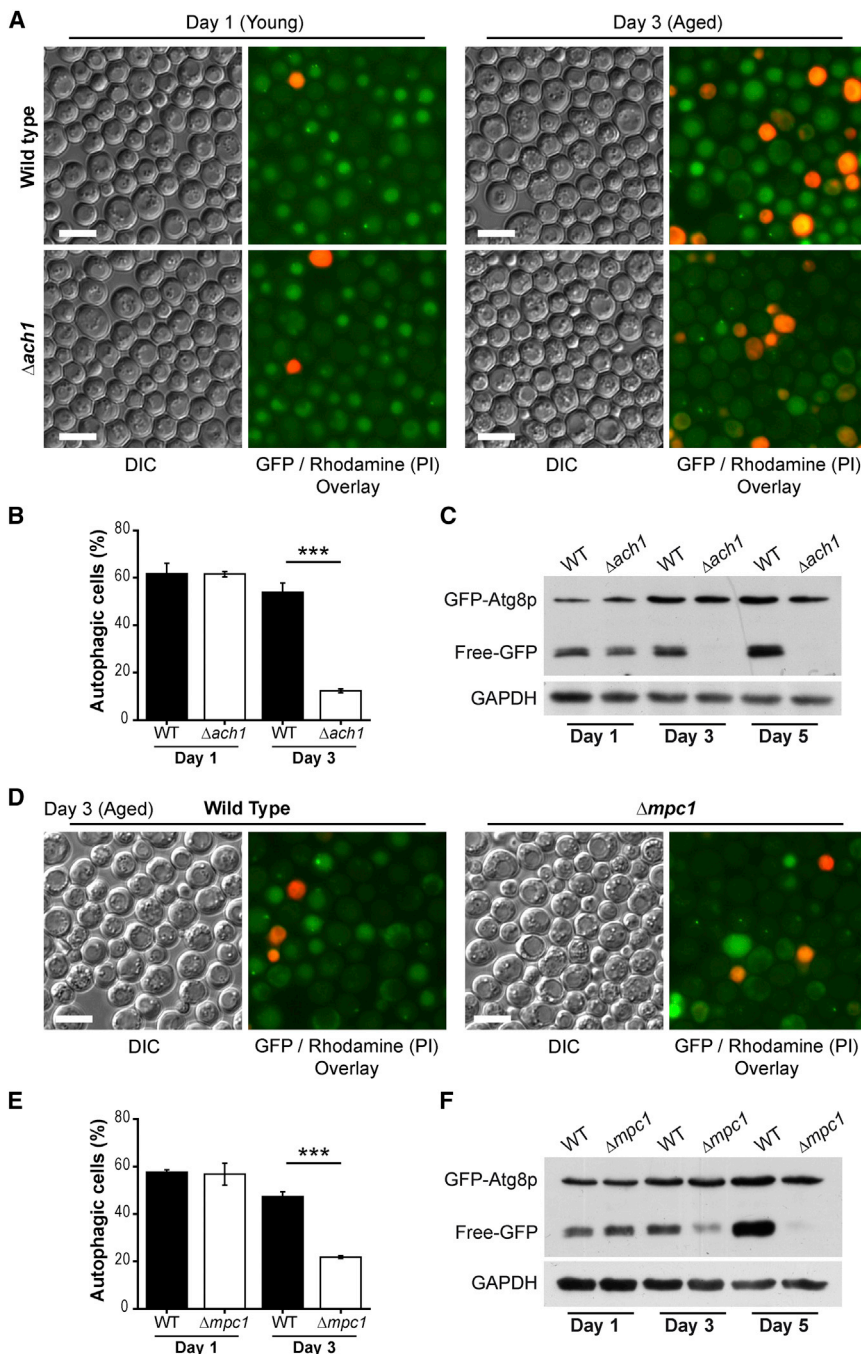 A
Day 1 (Young)
Day 3 (Aged)
Wild type
Δach1
DIC
GFP / Rhodamine (PI)
Overlay
DIC
GFP / Rhodamine (PI)
Overlay
B
Autophagic cells (%)
80
60
40
20
0
***
WT
Δach1
WT
Δach1
Day 1
Day 3
C
WT
Δach1
WT
Δach1
WT
Δach1
GFP-Atg8p
Free-GFP
GAPDH
Day 1
Day 3
Day 5
D
Day 3 (Aged)
Wild Type
Δmpc1
DIC
GFP / Rhodamine (PI)
Overlay
DIC
GFP / Rhodamine (PI)
Overlay
E
Autophagic cells (%)
80
60
40
20
0
***
WT
Δmpc1
WT
Δmpc1
Day 1
Day 3
F
WT
Δmpc1
WT
Δmpc1
WT
Δmpc1
GFP-Atg8p
Free-GFP
GAPDH
Day 1
Day 3
Day 5